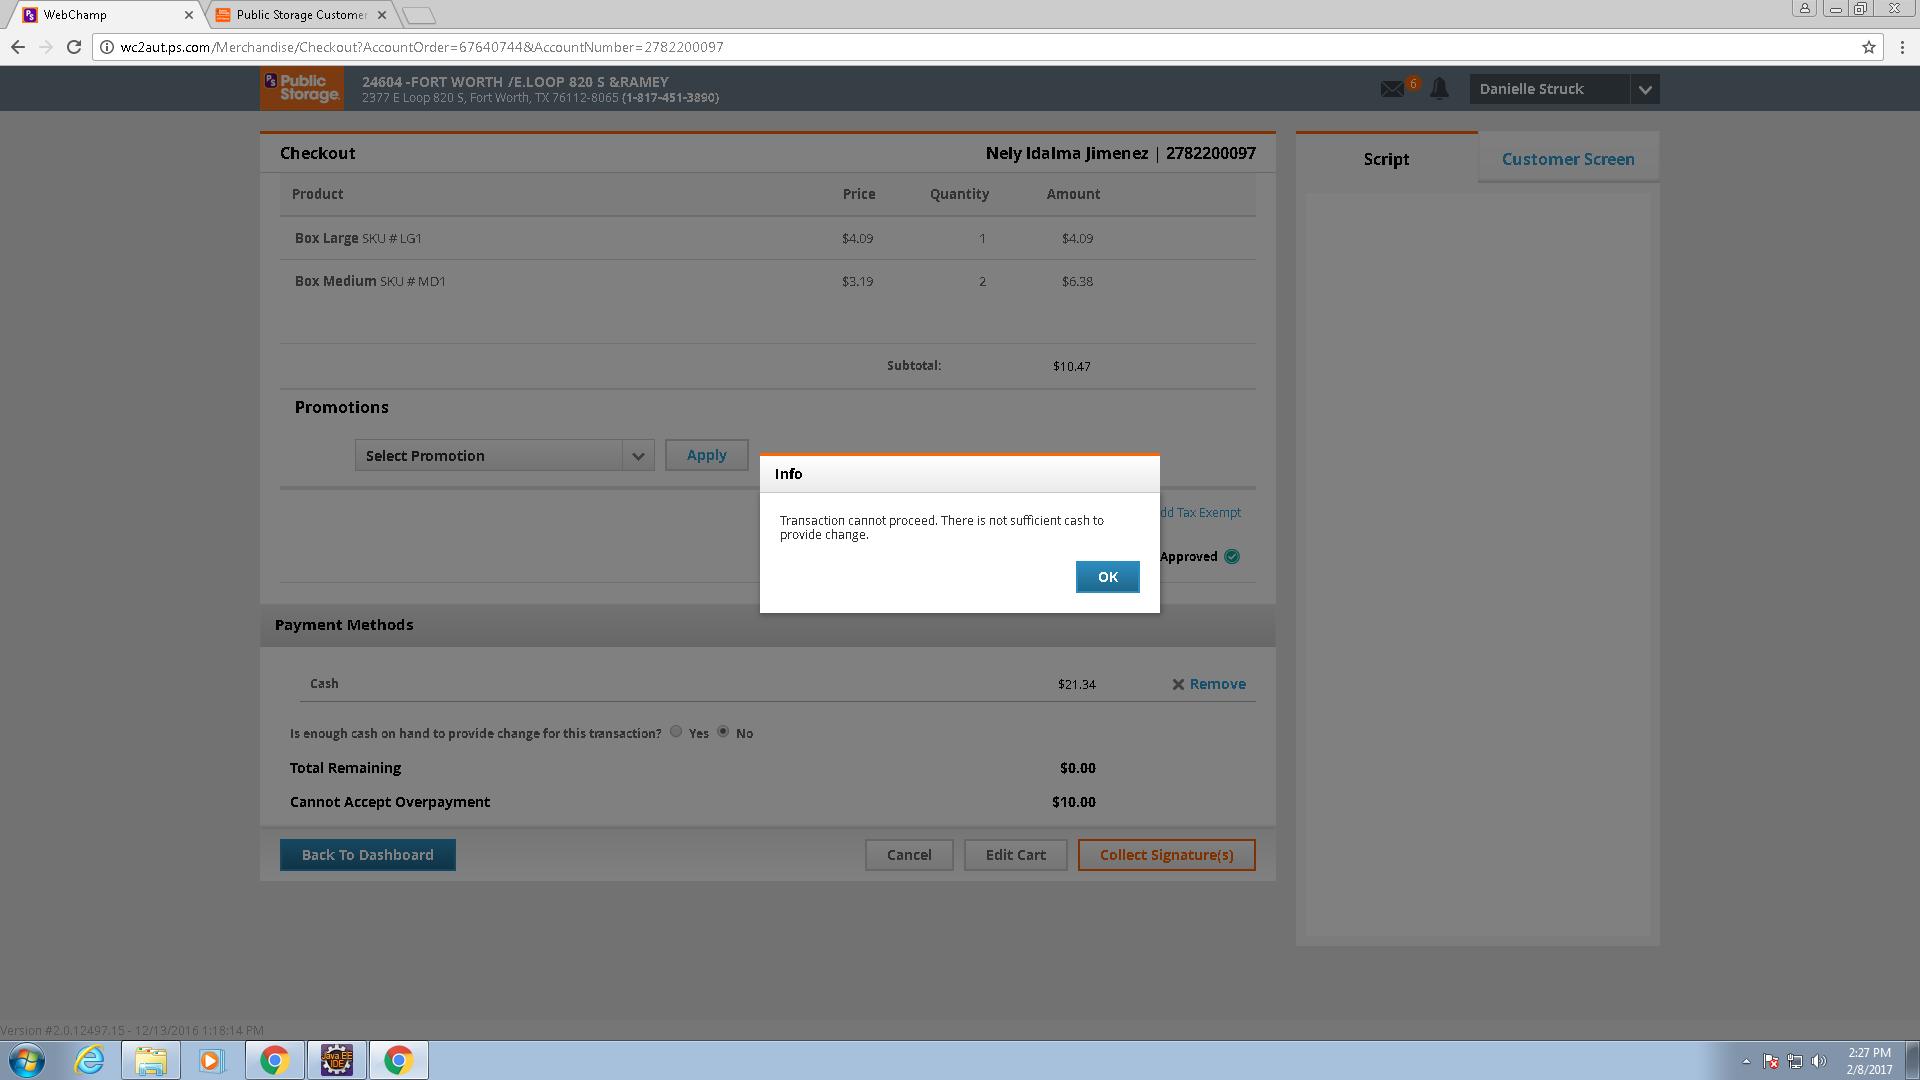 WebChamp
Public Storage Customer
wc2aut.ps.com/Merchandise/Checkout?AccountOrder=67640744&AccountNumber=2782200097
PS Public Storage
24604 -FORT WORTH /E.LOOP 820 S &RAMEY
2377 E Loop 820 S, Fort Worth, TX 76112-8065 (1-817-451-3890)
6
Danielle Struck
Checkout
Nely Idalma Jimenez | 2782200097
Script
Customer Screen
Product Price Quantity Amount
Box Large SKU # LG1 $4.09 1 $4.09
Box Medium SKU # MD1 $3.19 2 $6.38
Subtotal: $10.47
Promotions
Select Promotion
Apply
Info
Transaction cannot proceed. There is not sufficient cash to
provide change.
OK
dd Tax Exempt
Approved
Payment Methods
Cash $21.34 Remove
Is enough cash on hand to provide change for this transaction? Yes No
Total Remaining $0.00
Cannot Accept Overpayment $10.00
Back To Dashboard
Cancel
Edit Cart
Collect Signature(s)
Version #2.0.12497.15 - 12/13/2016 1:18:14 PM
Java EE
IDE
2:27 PM
2/8/2017